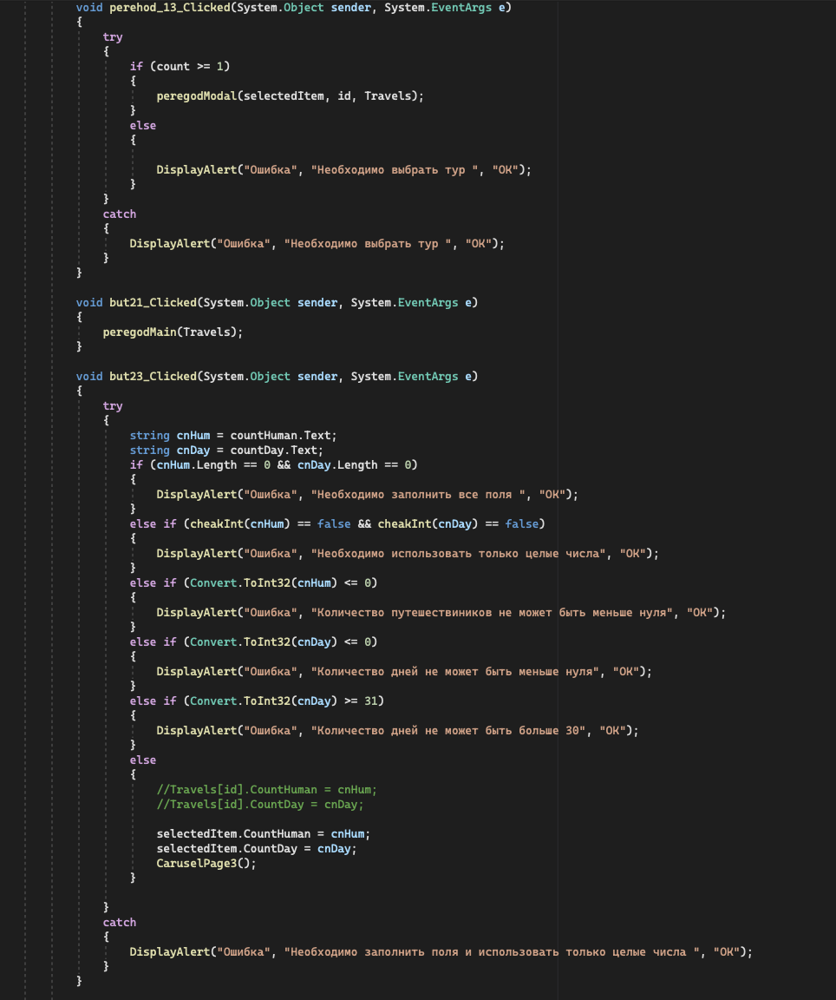 void perehod_13_Clicked(System.Object sender, System.EventArgs e)
{
try
{
if (count >= 1)
{
peregodModal(selectedItem, id, Travels);
}
else
{
DisplayAlert("Ошибка", "Необходимо выбрать тур ", "ОК");
}
}
catch
{
DisplayAlert("Ошибка", "Необходимо выбрать тур ", "ОК");
}
}
void but21_Clicked(System.Object sender, System.EventArgs e)
{
peregodMain(Travels);
}
void but23_Clicked(System.Object sender, System.EventArgs e)
{
try
{
string cnHum = countHuman.Text;
string cnDay = countDay.Text;
if (cnHum.Length == 0 && cnDay.Length == 0)
{
DisplayAlert("Ошибка", "Необходимо заполнить все поля ", "ОК");
}
else if (cheakInt(cnHum) == false && cheakInt(cnDay) == false)
{
DisplayAlert("Ошибка", "Необходимо использовать только целые числа", "ОК");
}
else if (Convert.ToInt32(cnHum) <= 0)
{
DisplayAlert("Ошибка", "Количество путешествиников не может быть меньше нуля", "ОК");
}
else if (Convert.ToInt32(cnDay) <= 0)
{
DisplayAlert("Ошибка", "Количество дней не может быть меньше нуля", "ОК");
}
else if (Convert.ToInt32(cnDay) >= 31)
{
DisplayAlert("Ошибка", "Количество дней не может быть больше 30", "ОК");
}
else
{
//Travels[id].CountHuman = cnHum;
//Travels[id].CountDay = cnDay;
selectedItem.CountHuman = cnHum;
selectedItem.CountDay = cnDay;
CaruselPage3();
}
}
catch
{
DisplayAlert("Ошибка", "Необходимо заполнить поля и использовать только целые числа ", "ОК");
}
}